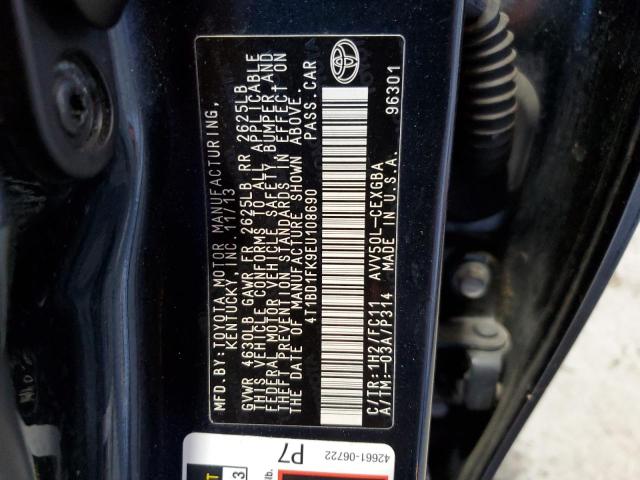 MFD.BY:TOYOTA MOTOR MANUFACTURING,
KENTUCKY, INC. 11/13
GVWR 4630LB GAWR FR 2625LB RR 2625LB
THIS VEHICLE CONFORMS TO ALL APPLICABLE
FEDERAL MOTOR VEHICLE SAFETY, BUMPER, AND
THEFT PREVENTION STANDARDS IN EFFECT ON
THE DATE OF MANUFACTURE SHOWN ABOVE.
4T1BD1FK9EU108690 PASS.CAR
C/TR:1H2/FC11 AVV50L-CEXGBA
A/TM:-03A/P314 MADE IN U.S.A. 96301
42661-06722
P7
lb.
3